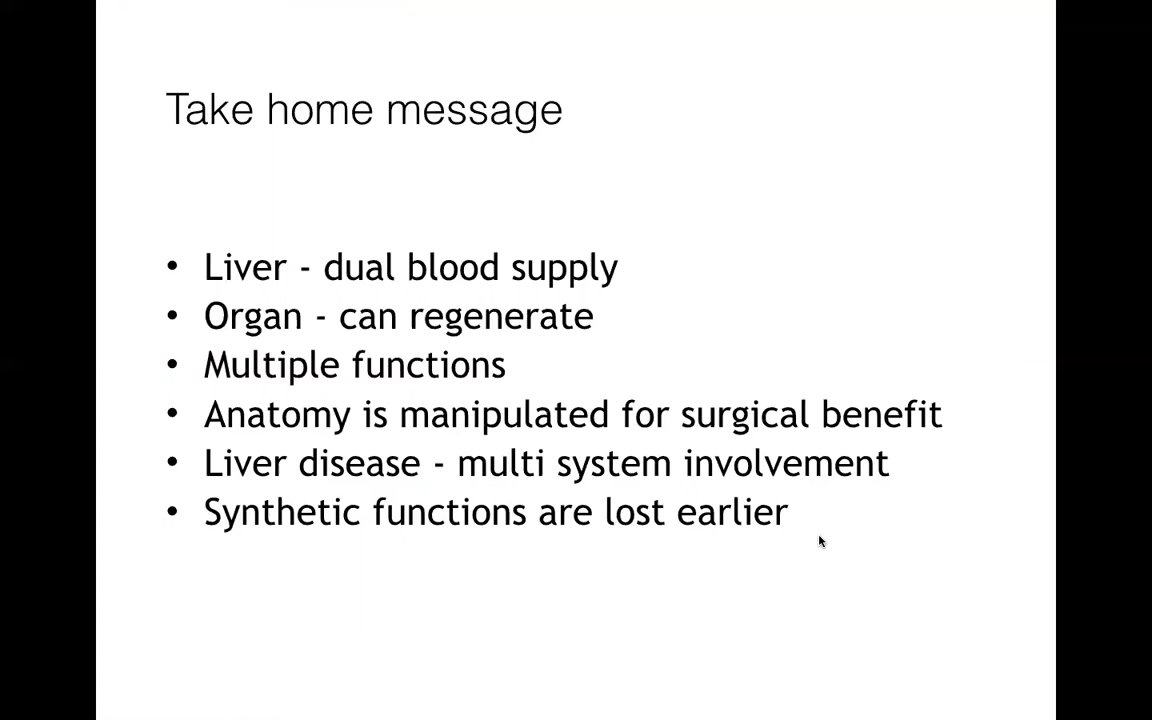 Take home message
• Liver - dual blood supply
• Organ - can regenerate
• Multiple functions
• Anatomy is manipulated for surgical benefit
• Liver disease - multi system involvement
• Synthetic functions are lost earlier